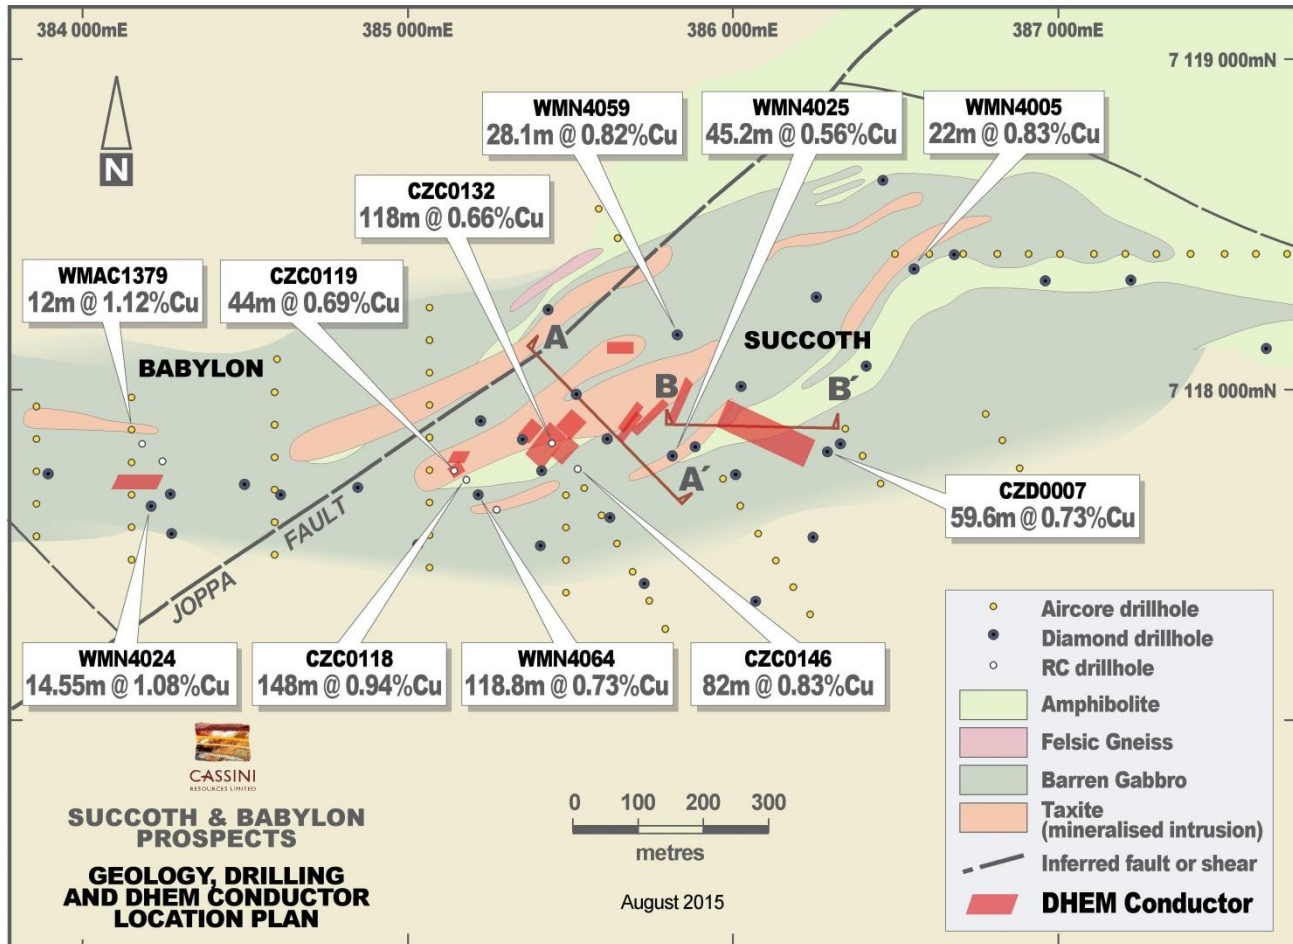 384 000mE
385 000mE
386 000mE
387 000mE
7 119 000mN
N
WMN4059
28.1m @ 0.82%Cu
WMN4025
45.2m @ 0.56%Cu
WMN4005
22m @ 0.83%Cu
CZC0132
118m @ 0.66%Cu
WMAC1379
12m @ 1.12%Cu
CZC0119
44m @ 0.69%Cu
A
SUCCOTH
BABYLON
B
B´
7 118 000mN
A´
CZD0007
59.6m @ 0.73%Cu
JOPPA FAULT
WMN4024
14.55m @ 1.08%Cu
CZC0118
148m @ 0.94%Cu
WMN4064
118.8m @ 0.73%Cu
CZC0146
82m @ 0.83%Cu
Aircore drillhole
Diamond drillhole
RC drillhole
Amphibolite
Felsic Gneiss
Barren Gabbro
Taxite
(mineralised intrusion)
Inferred fault or shear
DHEM Conductor
CASSINI
RESOURCES LIMITED
SUCCOTH & BABYLON
PROSPECTS
GEOLOGY, DRILLING
AND DHEM CONDUCTOR
LOCATION PLAN
0 100 200 300
metres
August 2015